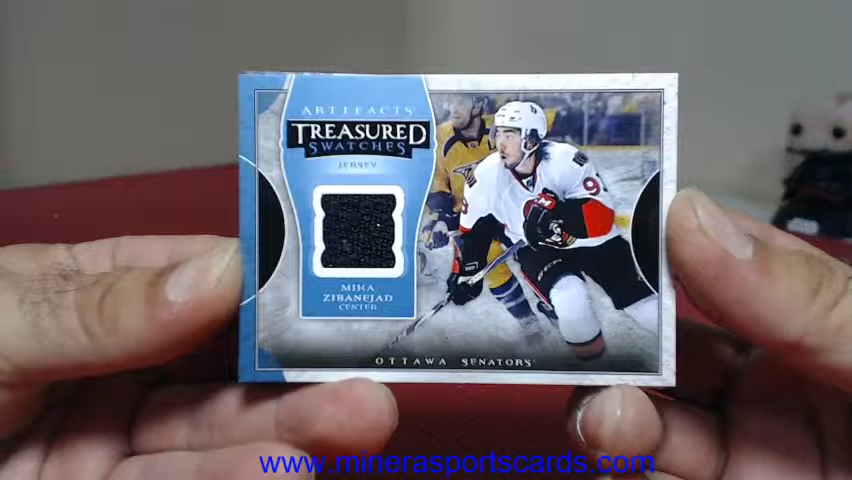 ARTIFACTS
TREASURED
SWATCHES
JERSEY
MIKA
ZIBANEJAD
CENTER
OTTAWA SENATORS
www.minerasportscards.com